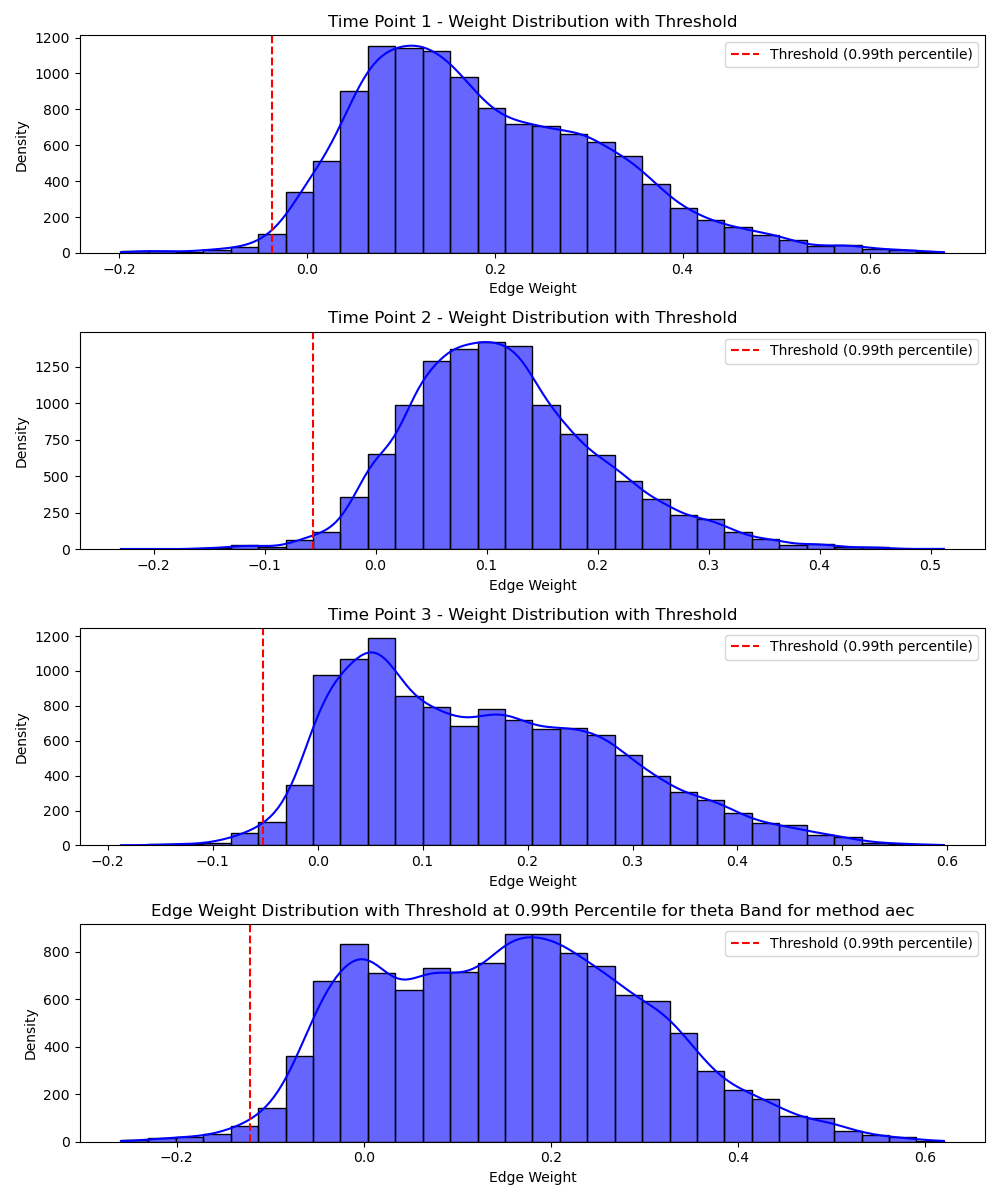 Time Point 1 - Weight Distribution with Threshold
Threshold (0.99th percentile)
Density
1200
1000
800
600
400
200
0
−0.2 0.0 0.2 0.4 0.6
Edge Weight
Time Point 2 - Weight Distribution with Threshold
Threshold (0.99th percentile)
Density
1250
1000
750
500
250
0
−0.2 −0.1 0.0 0.1 0.2 0.3 0.4 0.5
Edge Weight
Time Point 3 - Weight Distribution with Threshold
Threshold (0.99th percentile)
Density
1200
1000
800
600
400
200
0
−0.2 −0.1 0.0 0.1 0.2 0.3 0.4 0.5 0.6
Edge Weight
Edge Weight Distribution with Threshold at 0.99th Percentile for theta Band for method aec
Threshold (0.99th percentile)
Density
800
600
400
200
0
−0.2 0.0 0.2 0.4 0.6
Edge Weight